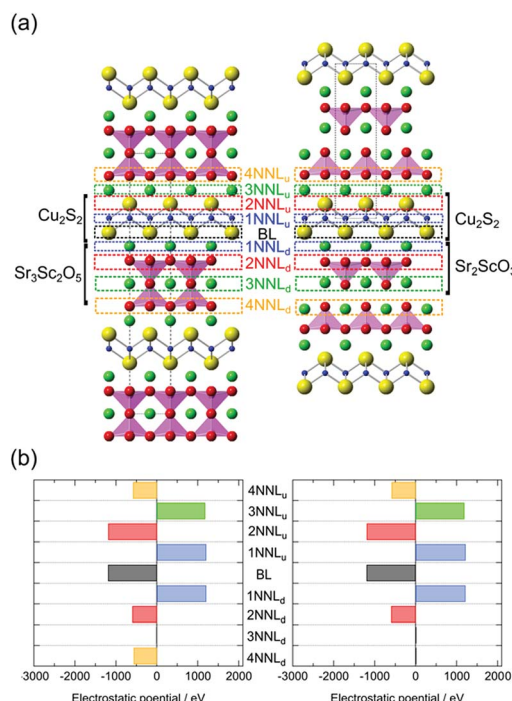 (a)
4NNLu
3NNLu
2NNLu
1NNLu
BL
1NNLd
2NNLd
3NNLd
4NNLd
Cu2S2
Sr3Sc2O5
Cu2S2
(b)
4NNLu
3NNLu
2NNLu
1NNLu
BL
1NNLd
2NNLd
3NNLd
4NNLd
-3000 -2000 -1000 0 1000 2000
-3000 -2000 -1000 0 1000 2000
Electrostatic potential / eV
Electrostatic potential / eV